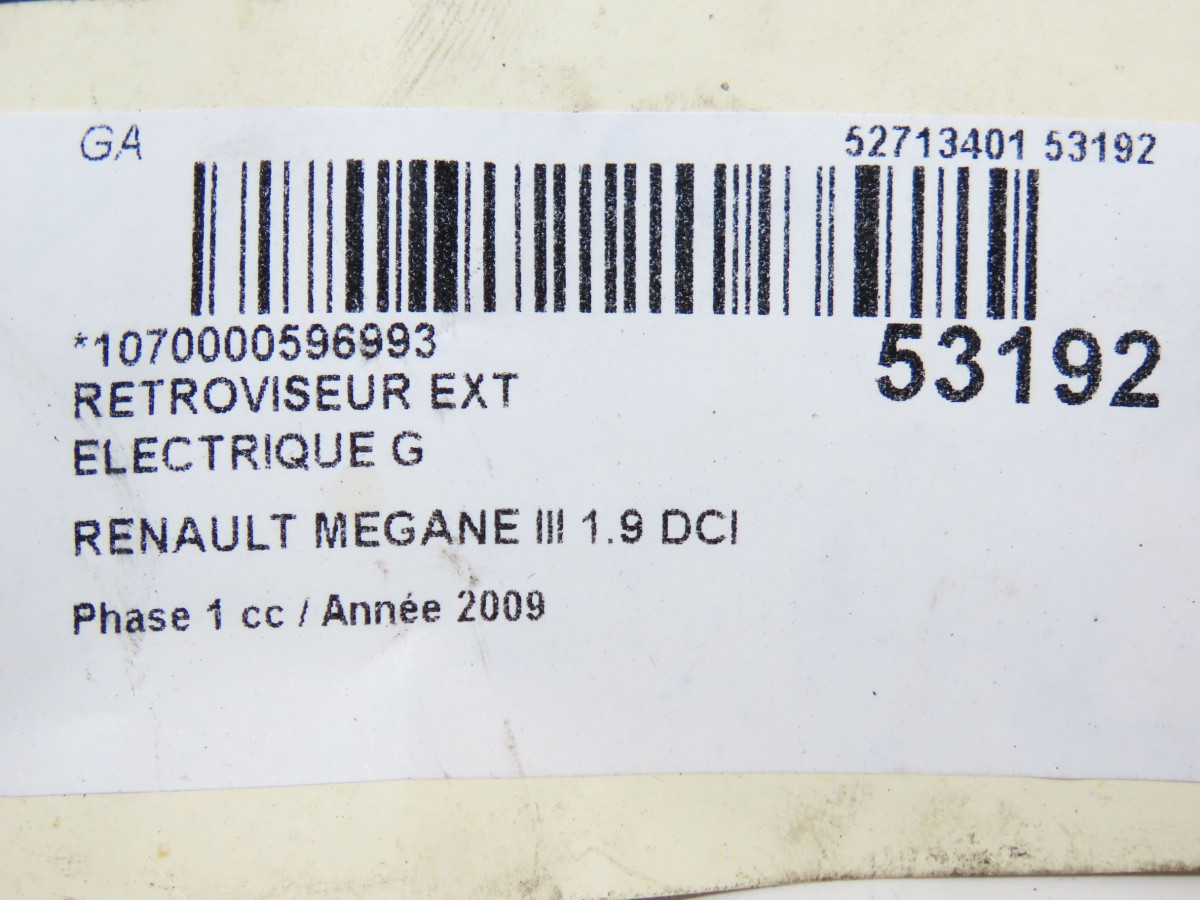 GA
52713401 53192
*1070000596993
53192
RETROVISEUR EXT
ELECTRIQUE G
RENAULT MEGANE III 1.9 DCI
Phase 1 cc / Année 2009